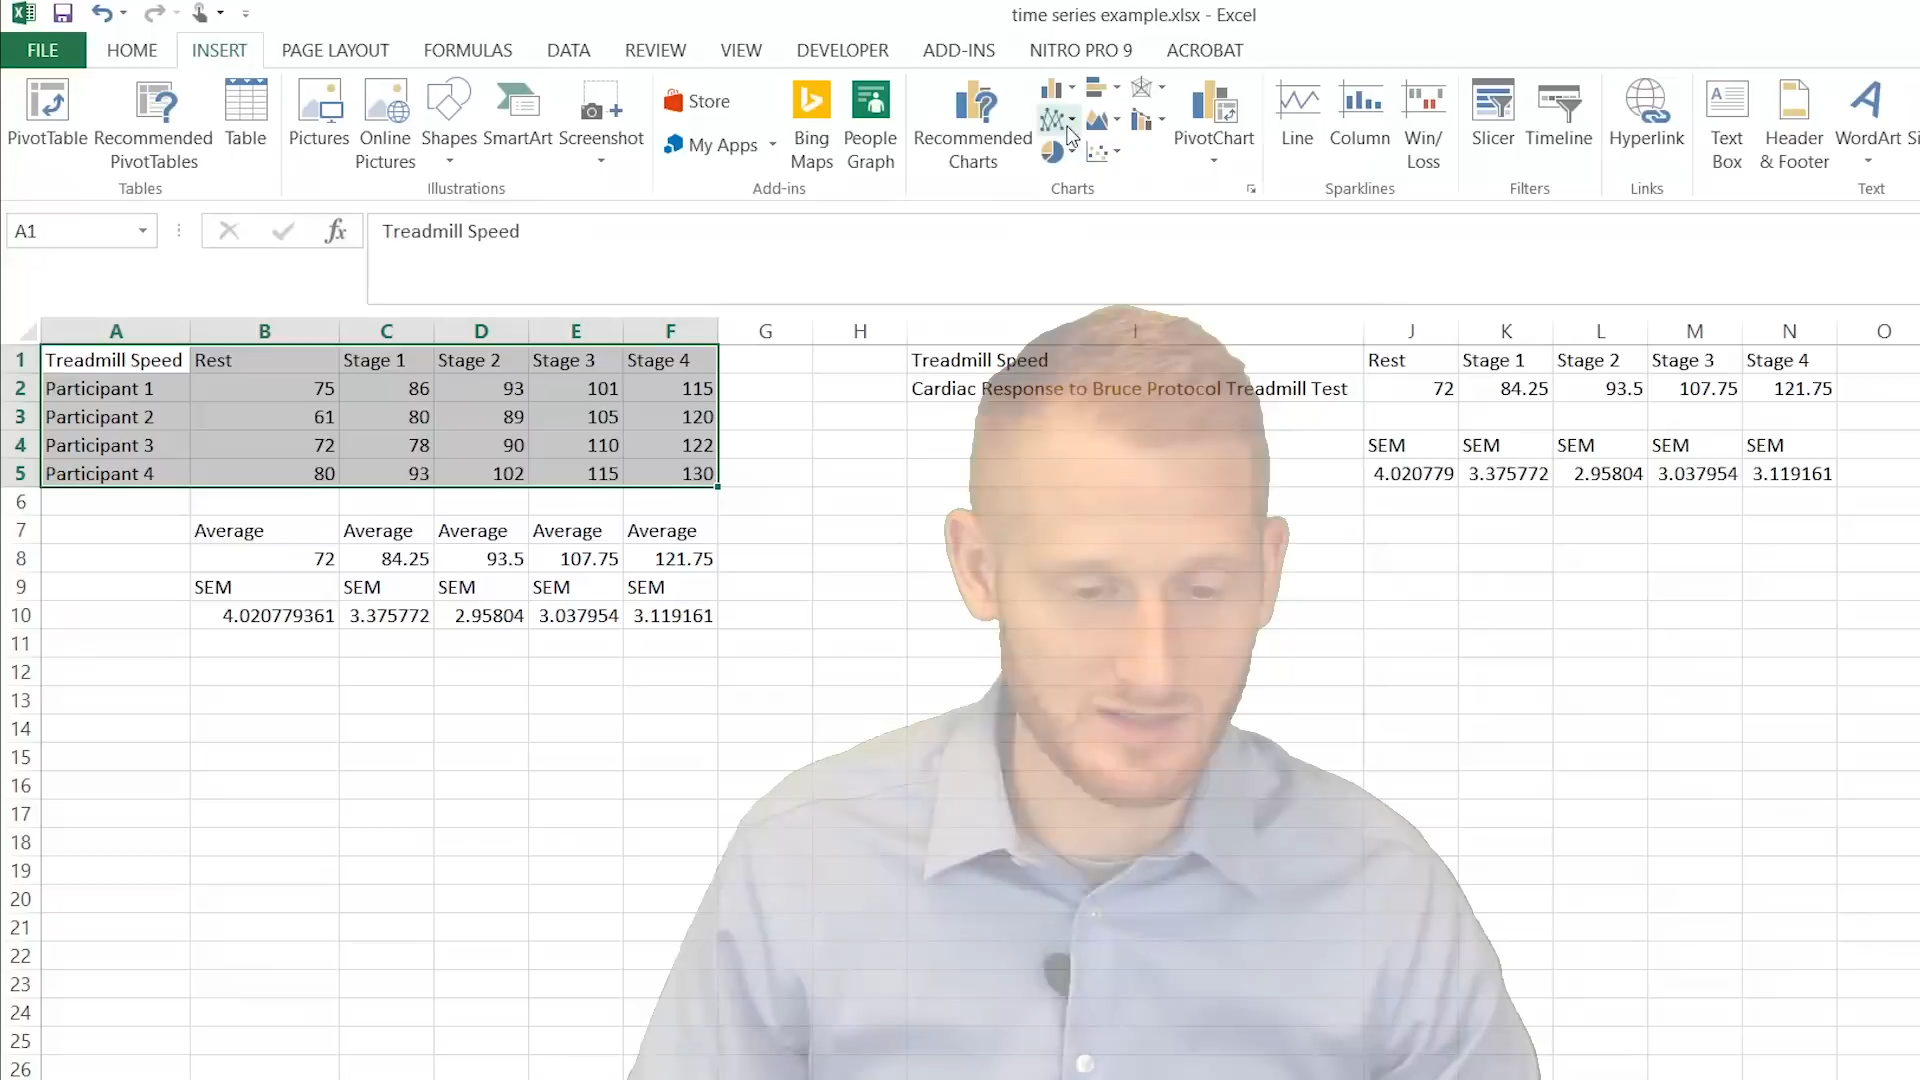 time series example.xlsx - Excel
FILE HOME INSERT PAGE LAYOUT FORMULAS DATA REVIEW VIEW DEVELOPER ADD-INS NITRO PRO 9 ACROBAT
PivotTable Recommended PivotTables Table
Tables
Pictures Online Pictures Shapes SmartArt Screenshot
Illustrations
Store
My Apps
Bing Maps People Graph
Add-ins
Recommended Charts PivotChart
Charts
Line Column Win/ Loss
Sparklines
Slicer Timeline
Filters
Hyperlink
Links
Text Box Header & Footer WordArt Si
Text
A1 fx Treadmill Speed
A B C D E F G H I J K L M N O
1 Treadmill Speed Rest Stage 1 Stage 2 Stage 3 Stage 4 Treadmill Speed Rest Stage 1 Stage 2 Stage 3 Stage 4
2 Participant 1 75 86 93 101 115 Cardiac Response to Bruce Protocol Treadmill Test 72 84.25 93.5 107.75 121.75
3 Participant 2 61 80 89 105 120
4 Participant 3 72 78 90 110 122 SEM SEM SEM SEM SEM
5 Participant 4 80 93 102 115 130 4.020779 3.375772 2.95804 3.037954 3.119161
6
7 Average Average Average Average Average
8 72 84.25 93.5 107.75 121.75
9 SEM SEM SEM SEM SEM
10 4.020779361 3.375772 2.95804 3.037954 3.119161
11
12
13
14
15
16
17
18
19
20
21
22
23
24
25
26